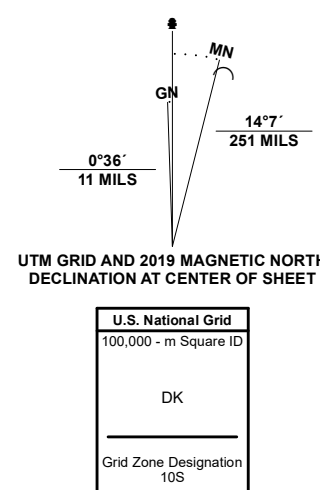 MN
GN
0°36´
11 MILS
14°7´
251 MILS
UTM GRID AND 2019 MAGNETIC NORTH
DECLINATION AT CENTER OF SHEET
U.S. National Grid
100,000 - m Square ID
DK
Grid Zone Designation
10S